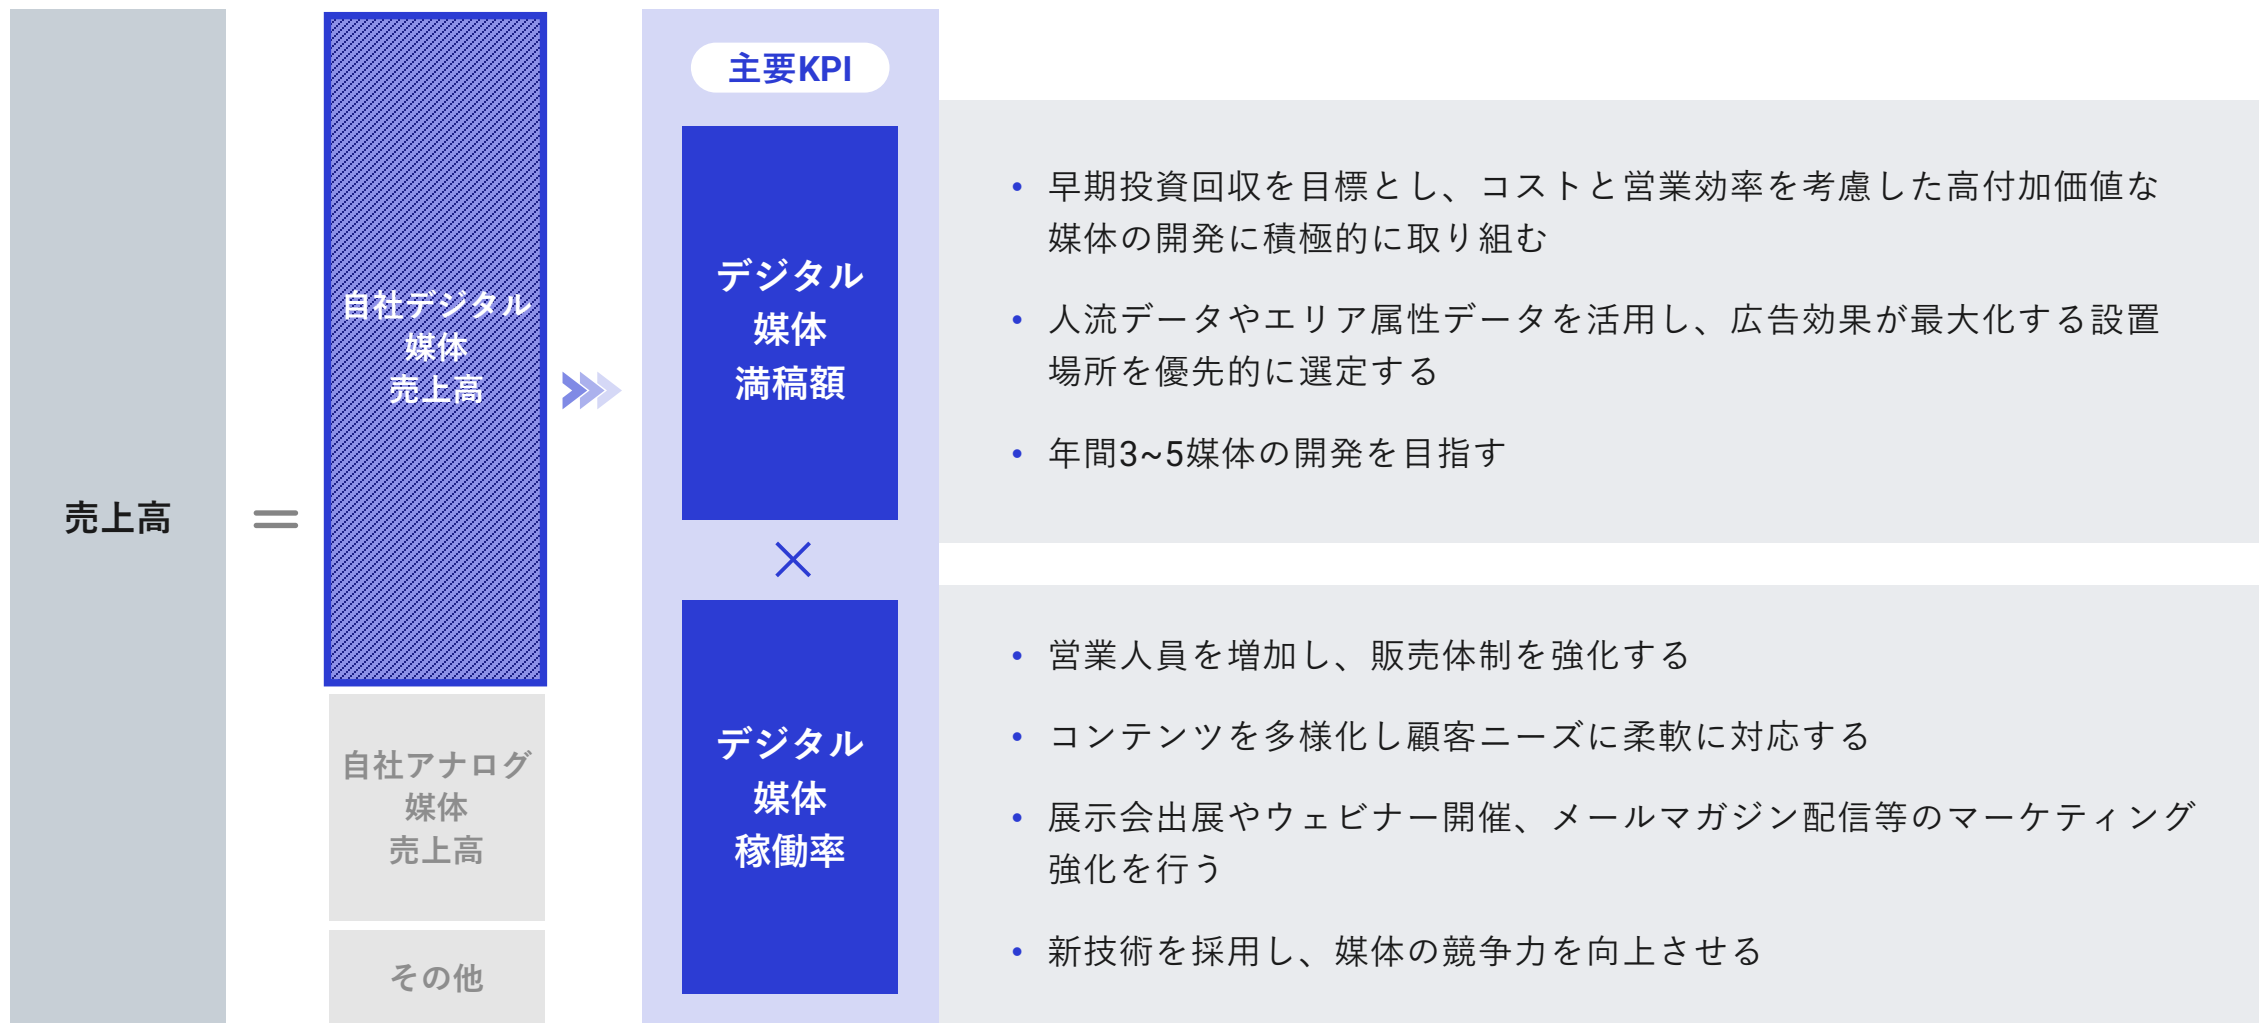 売上高
自社デジタル
媒体
売上高
自社アナログ
媒体
売上高
その他
主要KPI
デジタル
媒体
満稿額
• 早期投資回収を目標とし、コストと営業効率を考慮した高付加価値な
媒体の開発に積極的に取り組む
• 人流データやエリア属性データを活用し、広告効果が最大化する設置
場所を優先的に選定する
• 年間3~5媒体の開発を目指す
×
デジタル
媒体
稼働率
• 営業人員を増加し、販売体制を強化する
• コンテンツを多様化し顧客ニーズに柔軟に対応する
• 展示会出展やウェビナー開催、メールマガジン配信等のマーケティング
強化を行う
• 新技術を採用し、媒体の競争力を向上させる